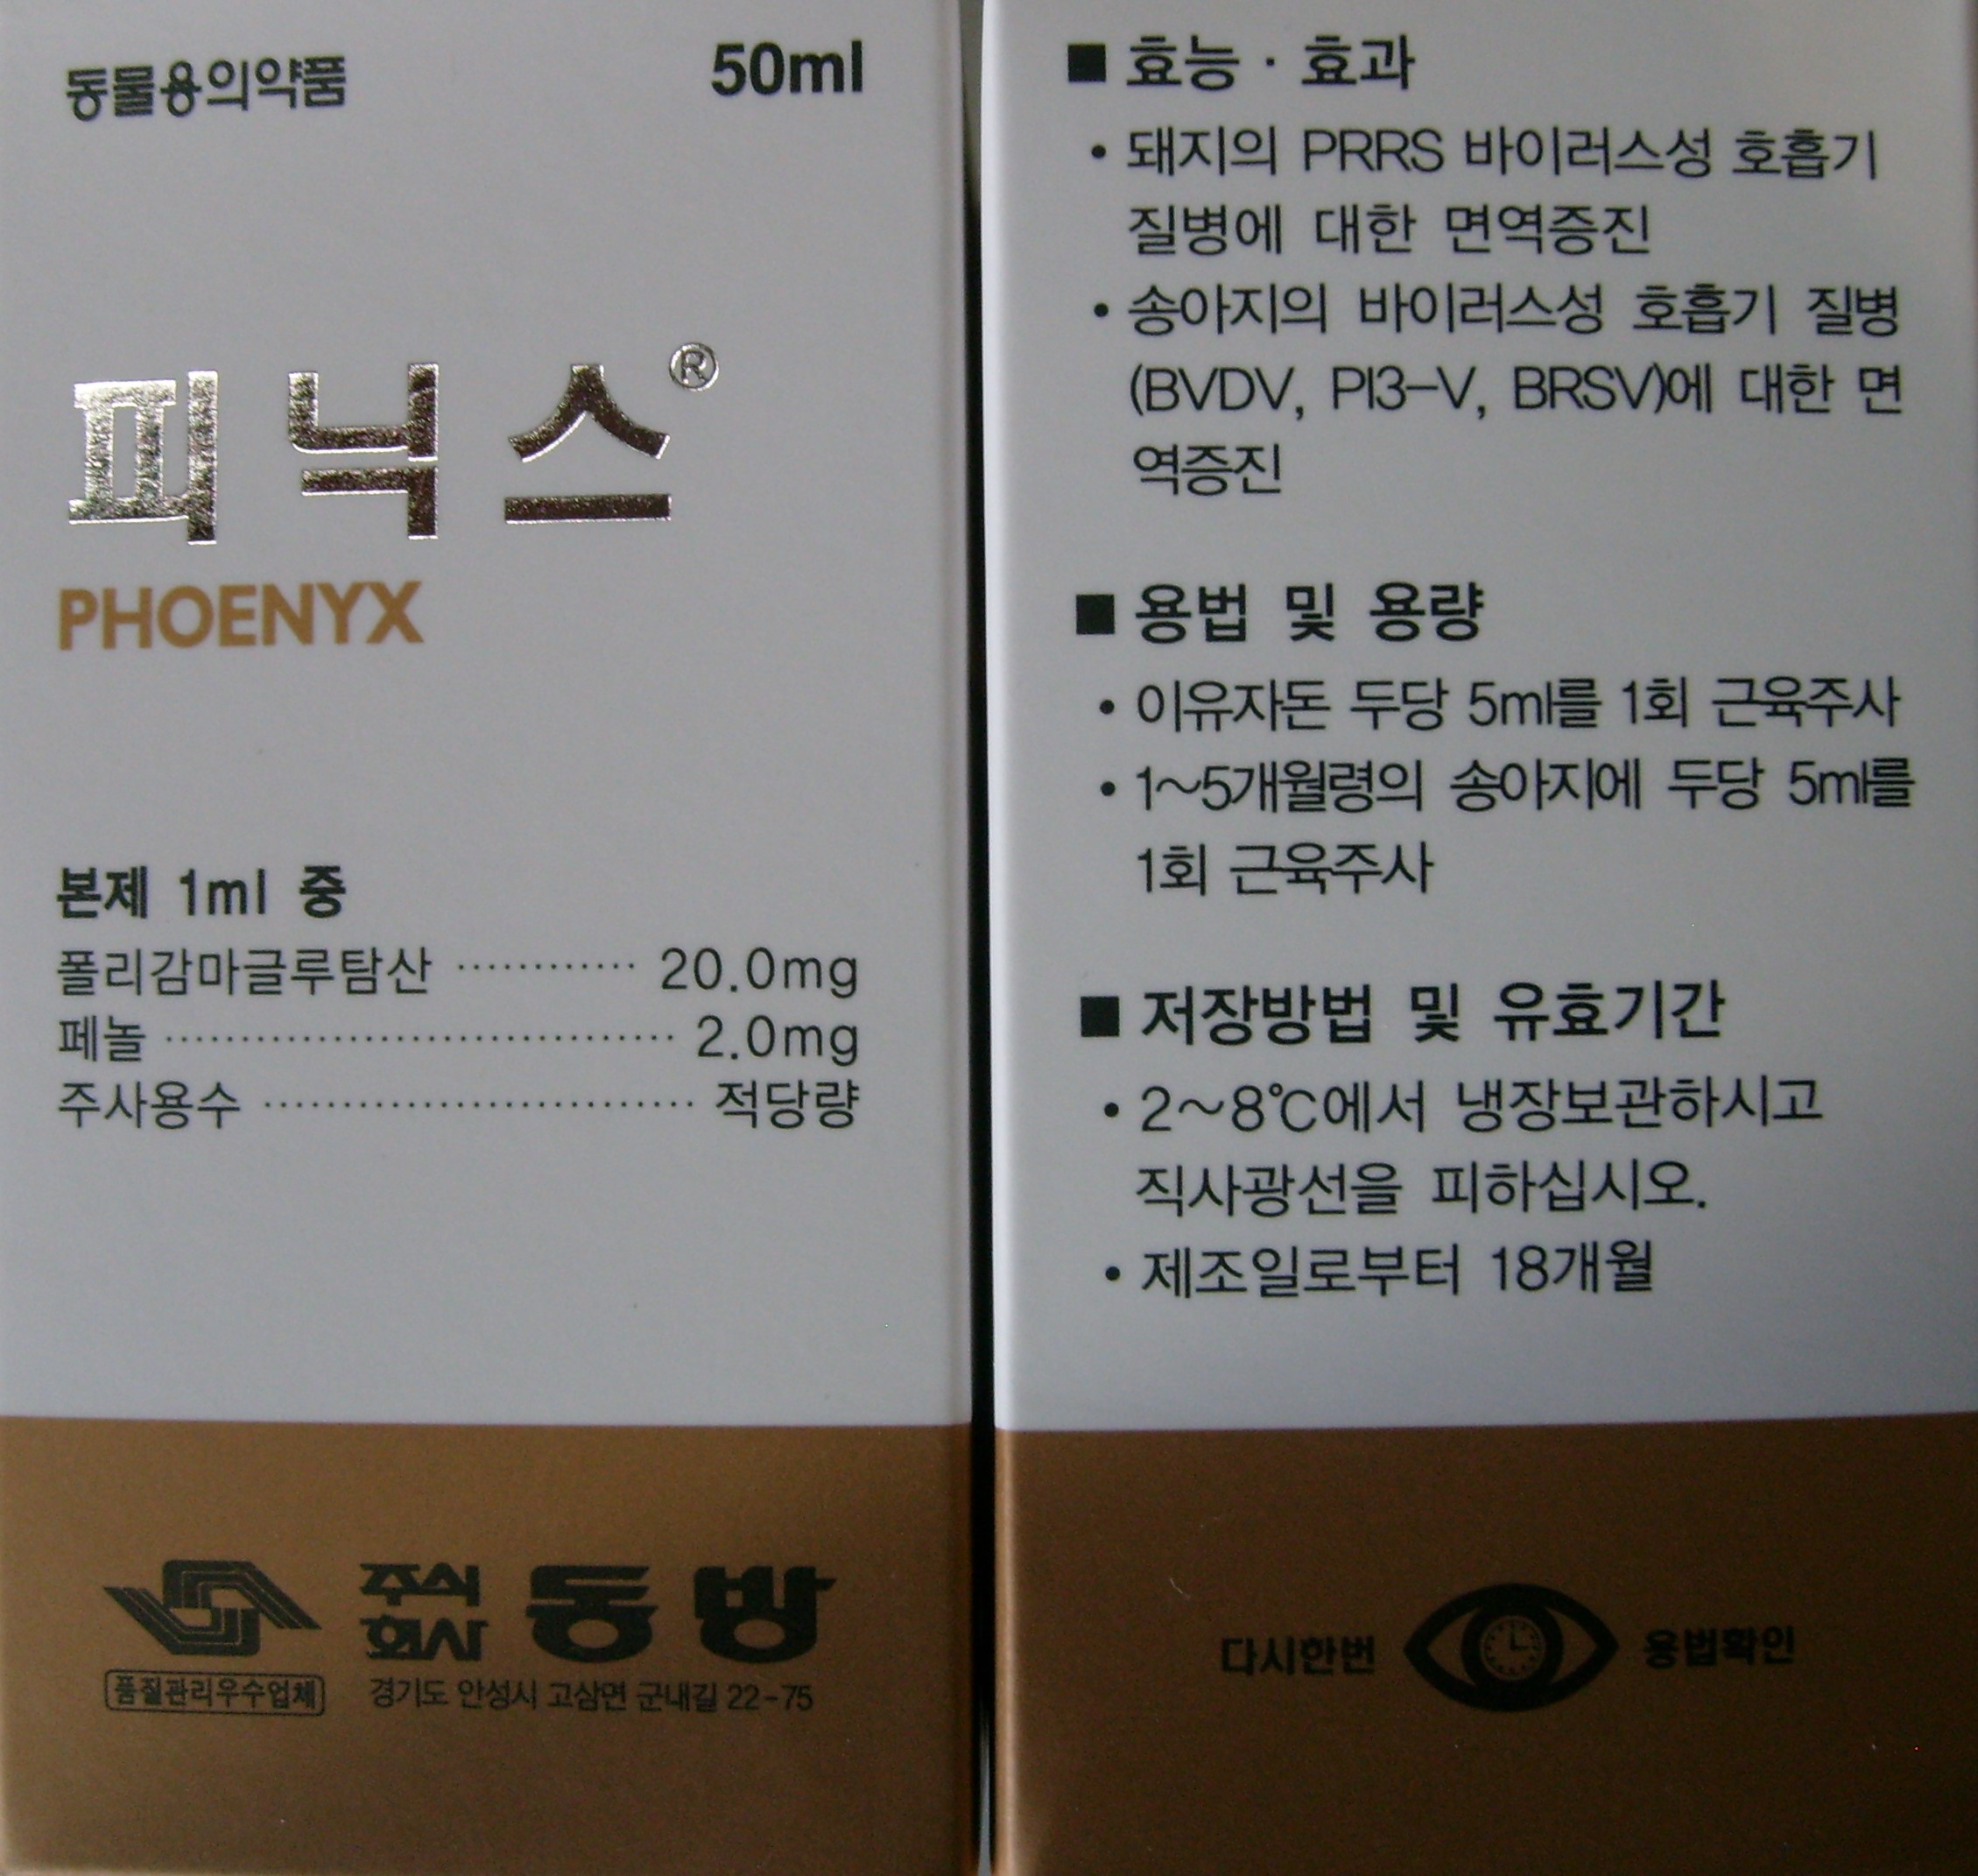 동물용의약품 50ml
피닉스®
PHOENYX
본제 1ml 중
폴리감마글루탐산 ············ 20.0mg
페놀 ·································· 2.0mg
주사용수 ····························· 적당량
주식회사 동방
품질관리우수업체
경기도 안성시 고삼면 군내길 22-75
■ 효능 · 효과
• 돼지의 PRRS 바이러스성 호흡기
질병에 대한 면역증진
• 송아지의 바이러스성 호흡기 질병
(BVDV, PI3-V, BRSV)에 대한 면
역증진
■ 용법 및 용량
• 이유자돈 두당 5ml를 1회 근육주사
• 1~5개월령의 송아지에 두당 5ml를
1회 근육주사
■ 저장방법 및 유효기간
• 2~8℃에서 냉장보관하시고
직사광선을 피하십시오.
• 제조일로부터 18개월
다시한번 용법확인